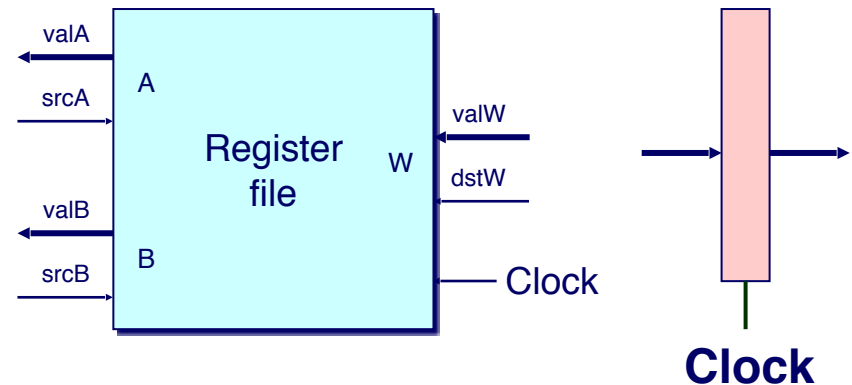 valA
A
srcA
Register
file
valB
B
srcB
valW
W
dstW
Clock
Clock